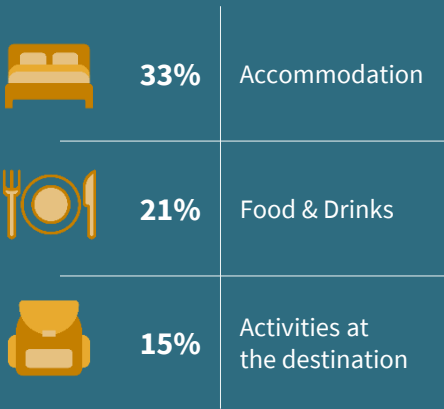 33% Accommodation
21% Food & Drinks
15% Activities at
the destination